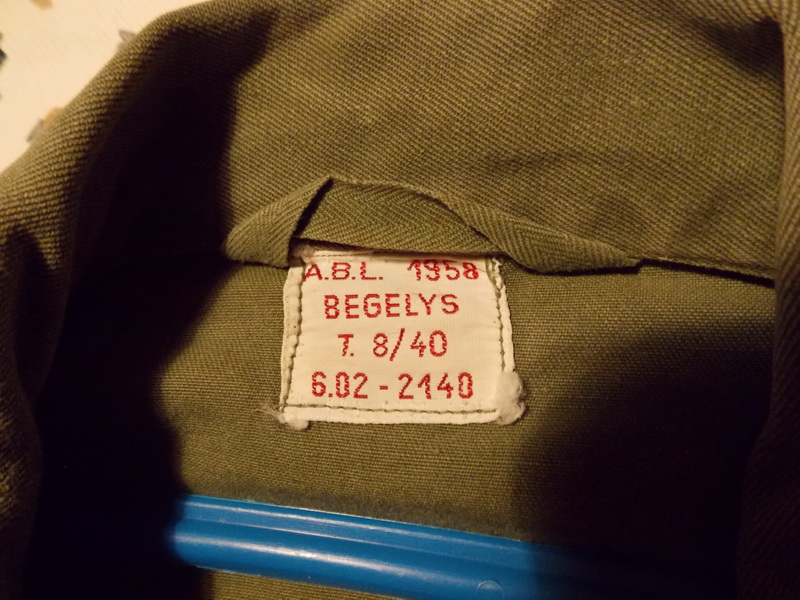 A.B.L. 1958
BEGELYS
T. 8/40
6.02-2140